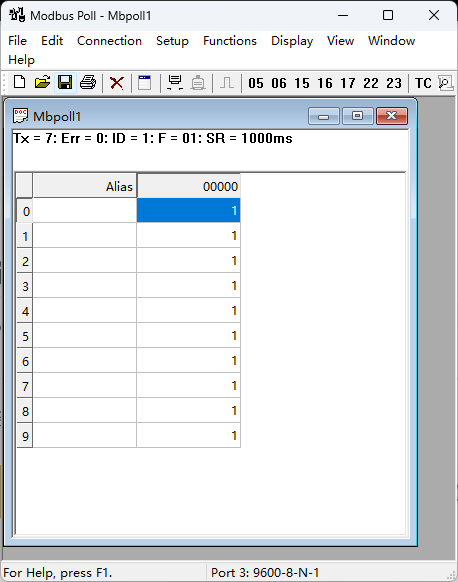 Modbus Poll - Mbpoll1
File Edit Connection Setup Functions Display View Window
Help
05 06 15 16 17 22 23 TC
Mbpoll1
Tx = 7: Err = 0: ID = 1: F = 01: SR = 1000ms
Alias 00000
0 1
1 1
2 1
3 1
4 1
5 1
6 1
7 1
8 1
9 1
For Help, press F1. Port 3: 9600-8-N-1